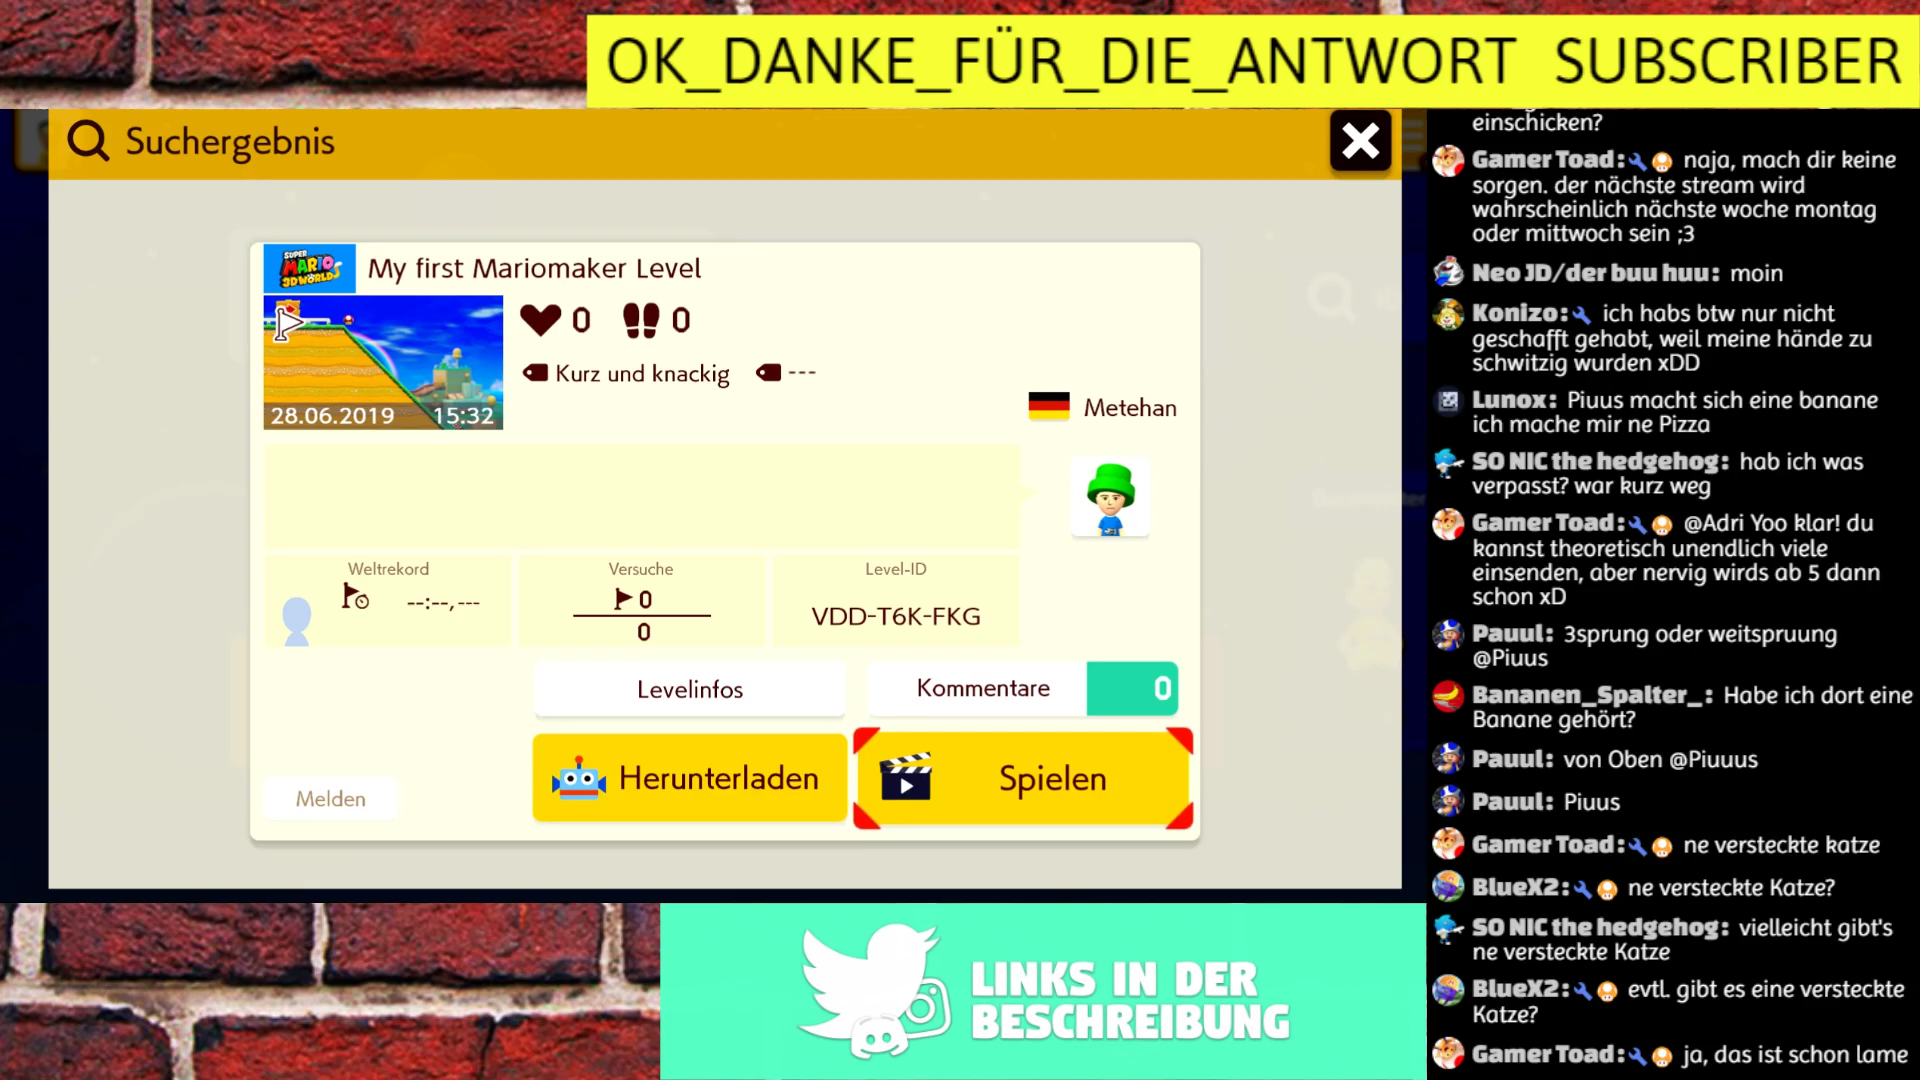 OK_DANKE_FÜR_DIE_ANTWORT SUBSCRIBER
Suchergebnis
SUPER
MARIO
3D WORLD
My first Mariomaker Level
0 0
Kurz und knackig ---
28.06.2019 15:32
Metehan
Weltrekord
--:--,---
Versuche
0
0
Level-ID
VDD-T6K-FKG
Levelinfos
Kommentare 0
Melden
Herunterladen
Spielen
LINKS IN DER
BESCHREIBUNG
einschicken?
Gamer Toad: naja, mach dir keine
sorgen. der nächste stream wird
wahrscheinlich nächste woche montag
oder mittwoch sein ;3
Neo JD/der buu huu: moin
Konizo: ich habs btw nur nicht
geschafft gehabt, weil meine hände zu
schwitzig wurden xDD
Lunox: Piuus macht sich eine banane
ich mache mir ne Pizza
SO NIC the hedgehog: hab ich was
verpasst? war kurz weg
Gamer Toad: @Adri Yoo klar! du
kannst theoretisch unendlich viele
einsenden, aber nervig wirds ab 5 dann
schon xD
Pauul: 3sprung oder weitspruung
@Piuus
Bananen_Spalter_: Habe ich dort eine
Banane gehört?
Pauul: von Oben @Piuuus
Pauul: Piuus
Gamer Toad: ne versteckte katze
BlueX2: ne versteckte Katze?
SO NIC the hedgehog: vielleicht gibt's
ne versteckte Katze
BlueX2: evtl. gibt es eine versteckte
Katze?
Gamer Toad: ja, das ist schon lame